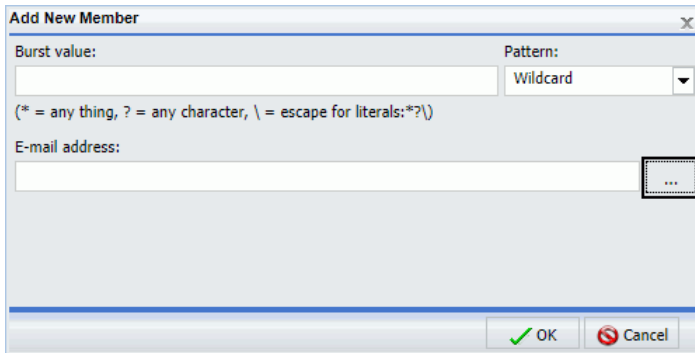 Add New Member
x
Burst value:
Pattern:
Wildcard
(* = any thing, ? = any character, \ = escape for literals:*?\)
E-mail address:
...
OK
Cancel